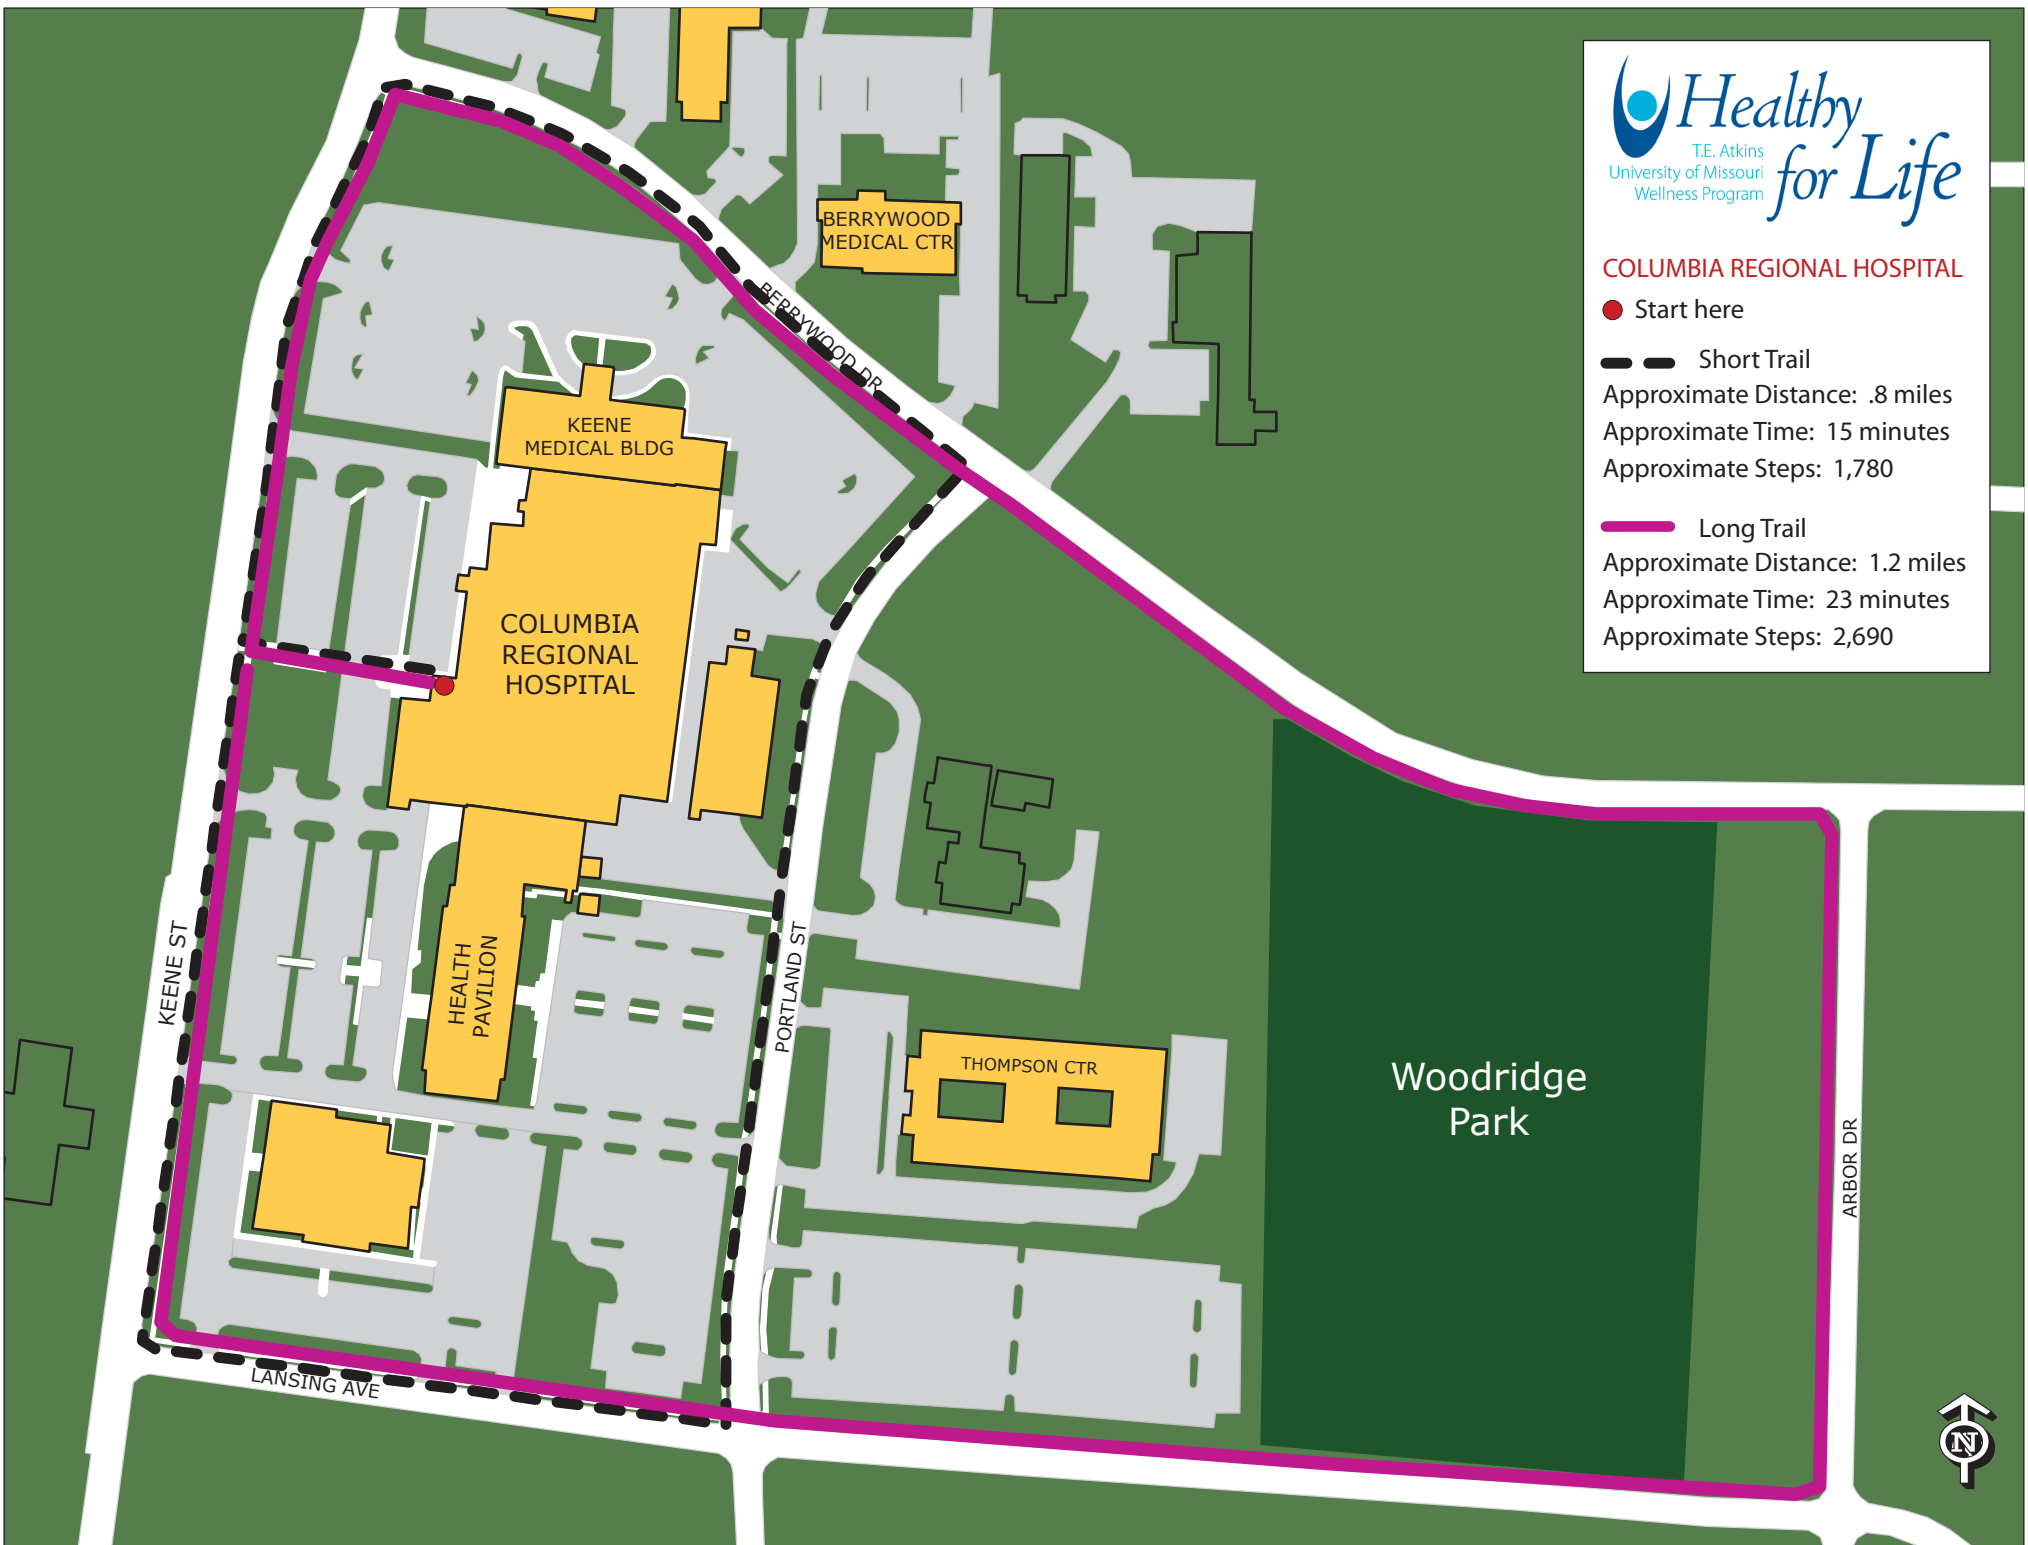 Healthy
for Life
T.E. Atkins
University of Missouri
Wellness Program
COLUMBIA REGIONAL HOSPITAL
Start here
Short Trail
Approximate Distance: .8 miles
Approximate Time: 15 minutes
Approximate Steps: 1,780
Long Trail
Approximate Distance: 1.2 miles
Approximate Time: 23 minutes
Approximate Steps: 2,690
BERRYWOOD
MEDICAL CTR
BERRYWOOD DR
KEENE
MEDICAL BLDG
COLUMBIA
REGIONAL
HOSPITAL
KEENE ST
HEALTH
PAVILION
PORTLAND ST
THOMPSON CTR
Woodridge
Park
ARBOR DR
LANSING AVE
N